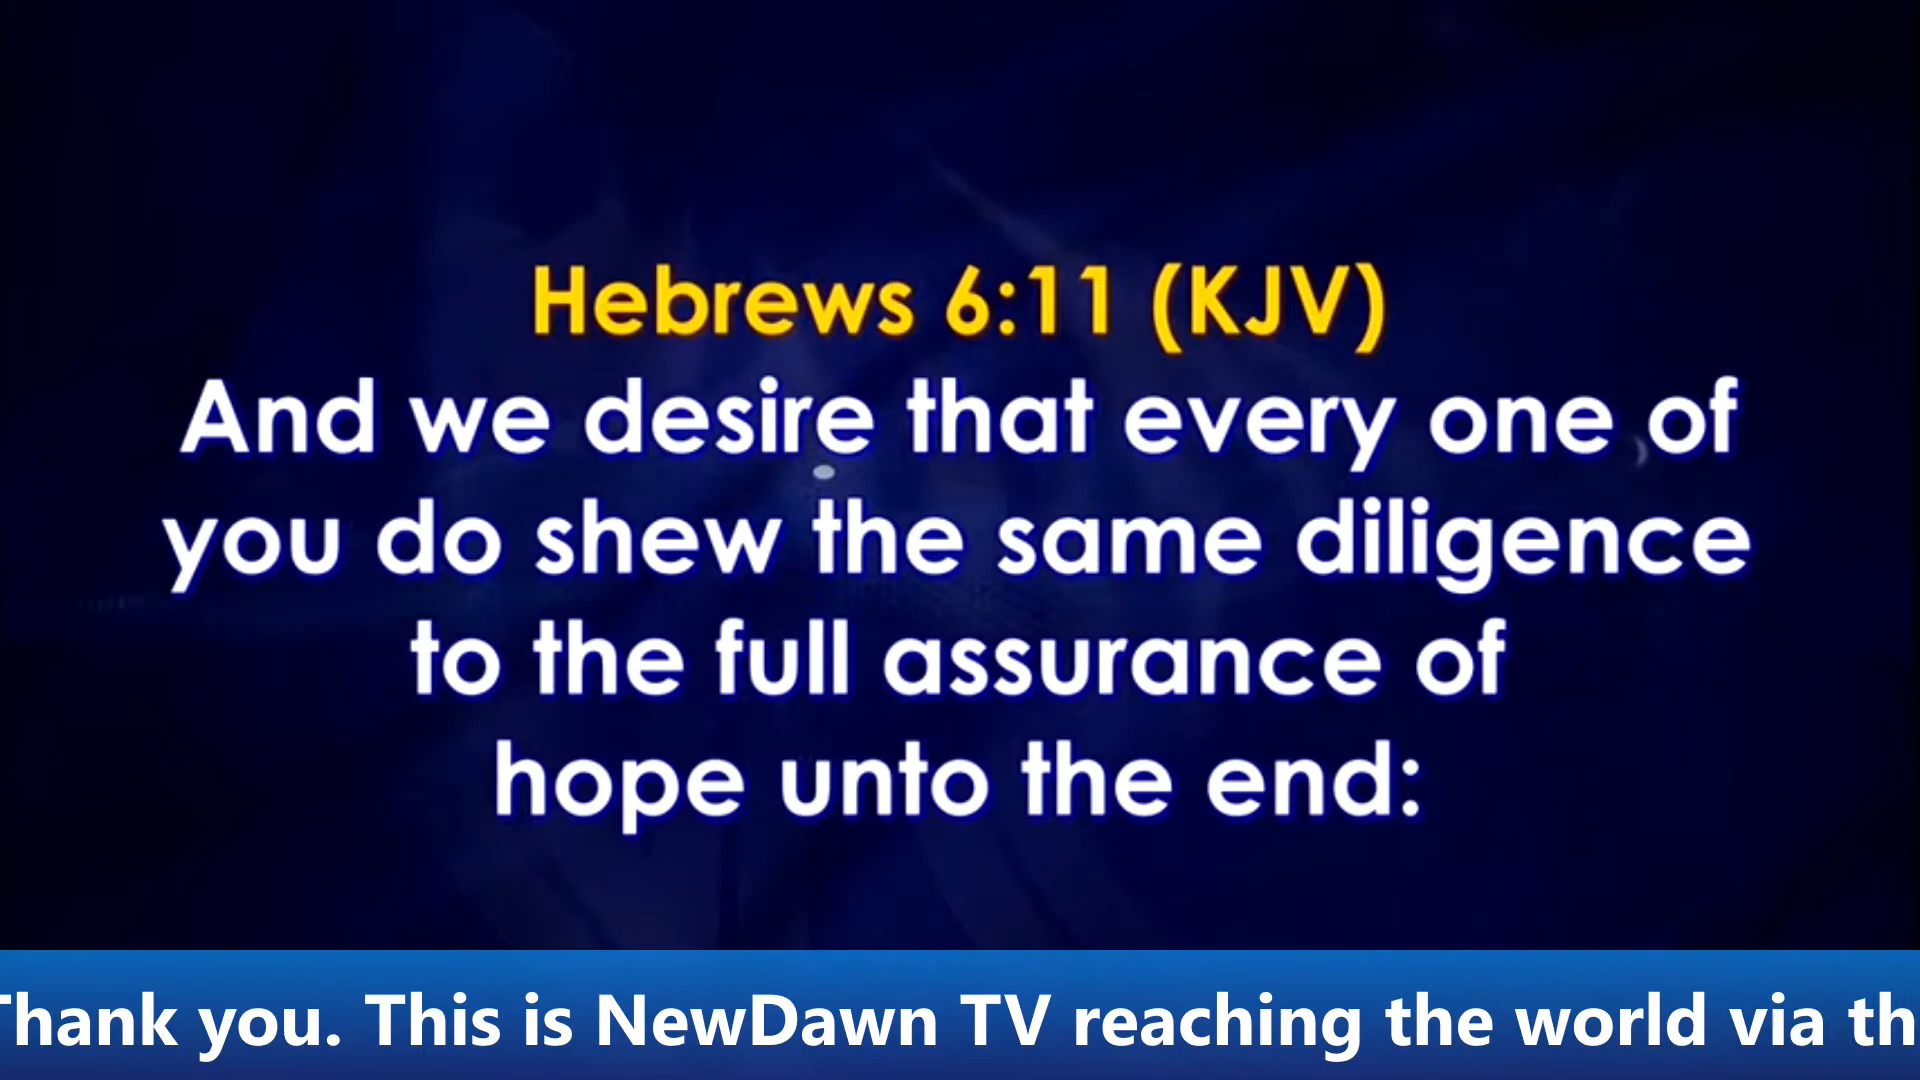 Hebrews 6:11 (KJV)
And we desire that every one of
you do shew the same diligence
to the full assurance of
hope unto the end:
Thank you. This is NewDawn TV reaching the world via th